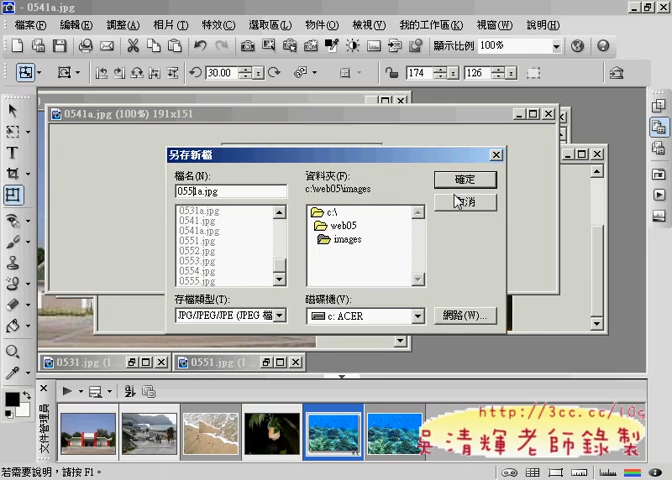 - 0541a.jpg
檔案(F) 編輯(E) 調整(A) 相片(T) 特效(C) 選取區(L) 物件(O) 檢視(V) 我的工作區(K) 視窗(W) 說明(H)
顯示比例 100%
30.00 174 126
0541a.jpg (100%) 191x151
另存新檔
檔名(N):
0551a.jpg
資料夾(F):
c:\web05\images
確定
取消
0531a.jpg
0541.jpg
0541a.jpg
0551.jpg
0552.jpg
0553.jpg
0554.jpg
0555.jpg
c:\
web05
images
存檔類型(T):
JPG/JPEG/JPE (JPEG 檔
磁碟機(V):
c: ACER
網路(W)...
0531.jpg (1...
0551.jpg (1...
文件管理員
http://3cc.cc/10g
吳清輝老師錄製
若需要說明，請按 F1。